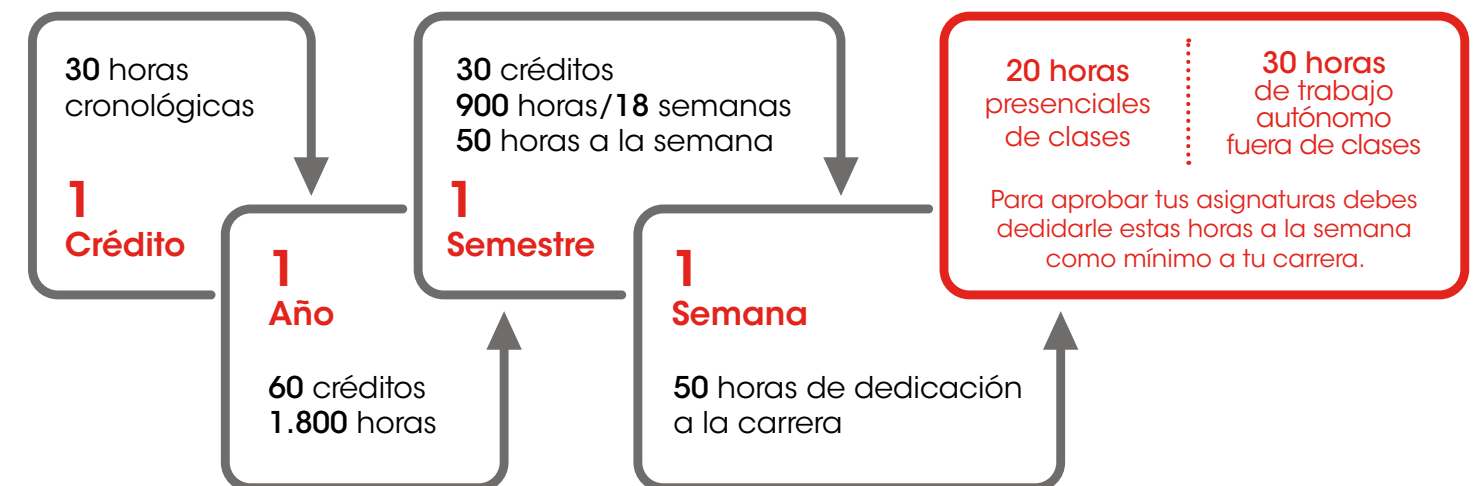 30 horas
cronológicas
1
Crédito
1
Año
60 créditos
1.800 horas
30 créditos
900 horas/18 semanas
50 horas a la semana
1
Semestre
1
Semana
50 horas de dedicación
a la carrera
20 horas
presenciales
de clases
30 horas
de trabajo
autónomo
fuera de clases
Para aprobar tus asignaturas debes
dedidarle estas horas a la semana
como mínimo a tu carrera.